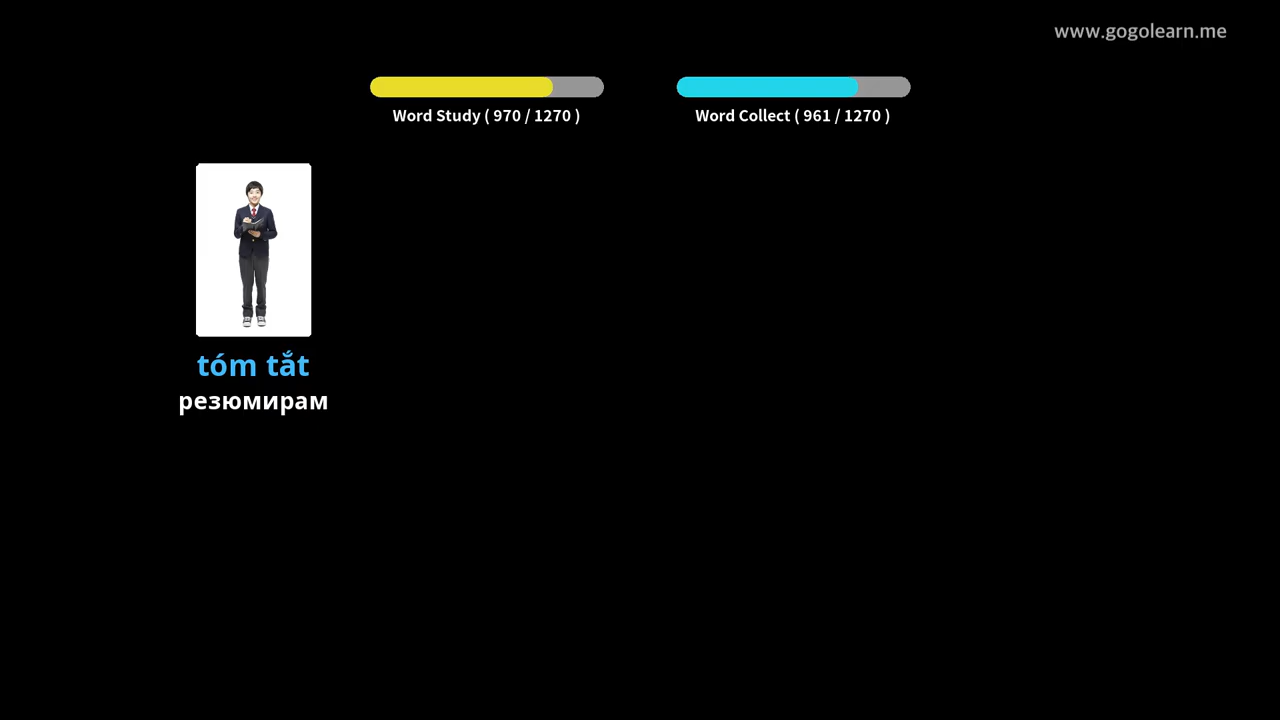 www.gogolearn.me
Word Study ( 970 / 1270 )
Word Collect ( 961 / 1270 )
tóm tắt
резюмирам